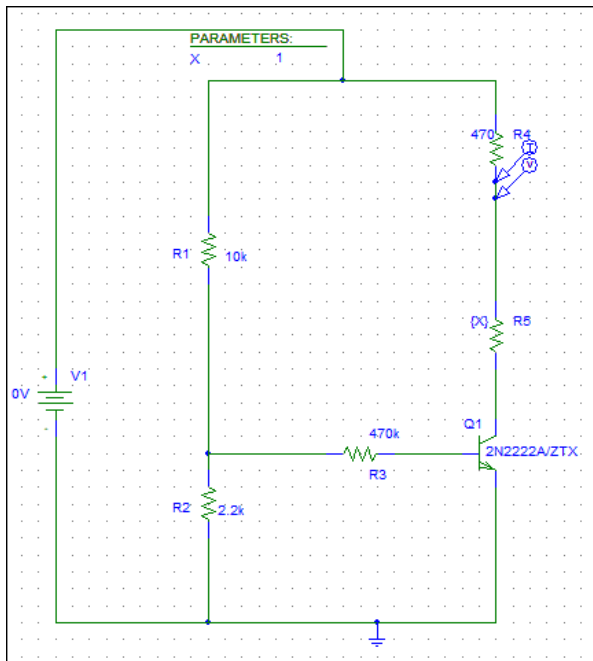 PARAMETERS:
X 1
470 R4
I
V
R1 10k
{X} R5
+ V1
0V
-
Q1
470k
2N2222A/ZTX
R3
R2 2.2k